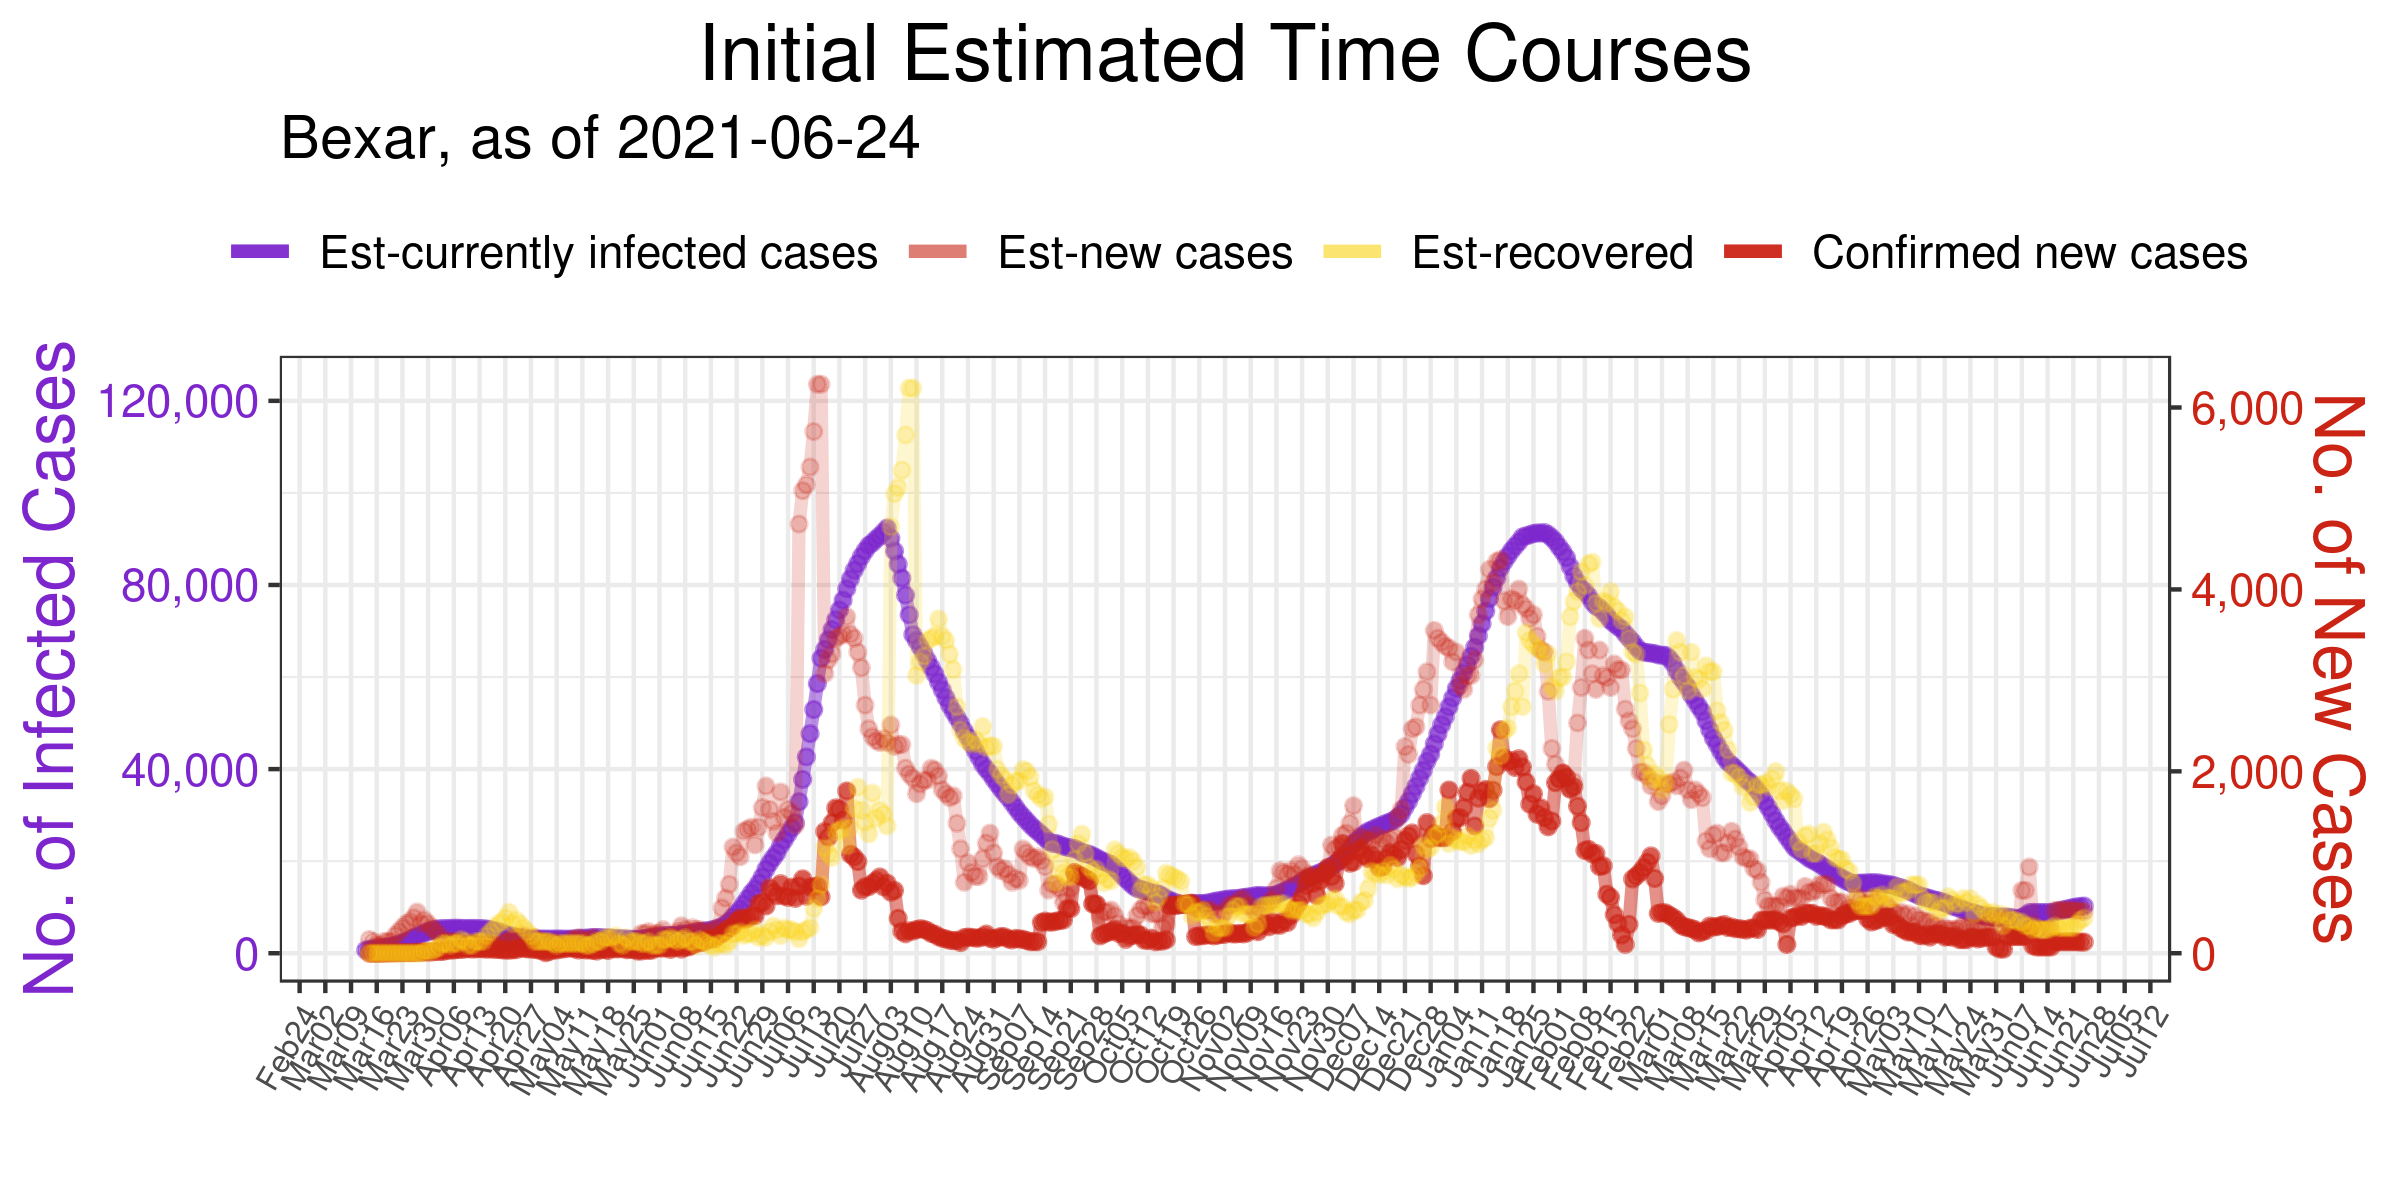 Initial Estimated Time Courses
Bexar, as of 2021-06-24
Est-currently infected cases Est-new cases Est-recovered Confirmed new cases
No. of Infected Cases
120,000
80,000
40,000
0
6,000
4,000
2,000
0
No. of New Cases
Feb24 Mar02 Mar09 Mar16 Mar23 Mar30 Apr06 Apr13 Apr20 Apr27 May04 May11 May18 May25 Jun01 Jun08 Jun15 Jun22 Jun29 Jul06 Jul13 Jul20 Jul27 Aug03 Aug10 Aug17 Aug24 Aug31 Sep07 Sep14 Sep21 Sep28 Oct05 Oct12 Oct19 Oct26 Nov02 Nov09 Nov16 Nov23 Nov30 Dec07 Dec14 Dec21 Dec28 Jan04 Jan11 Jan18 Jan25 Feb01 Feb08 Feb15 Feb22 Mar01 Mar08 Mar15 Mar22 Mar29 Apr05 Apr12 Apr19 Apr26 May03 May10 May17 May24 May31 Jun07 Jun14 Jun21 Jun28 Jul05 Jul12